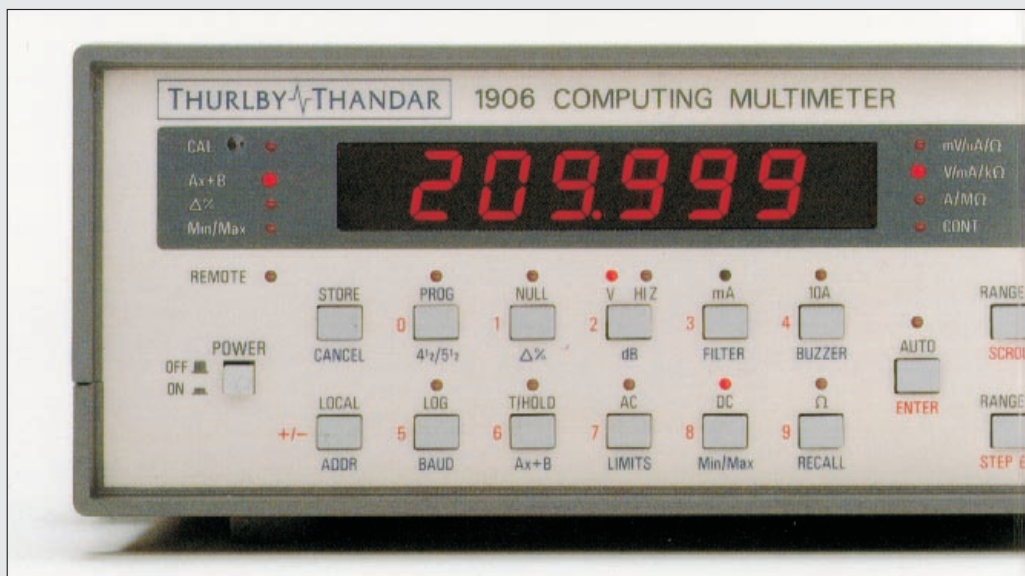 THURLBY THANDAR 1906 COMPUTING MULTIMETER
CAL
Ax+B
Δ%
Min/Max
209.999
mV/uA/Ω
V/mA/kΩ
A/MΩ
CONT
REMOTE
STORE PROG NULL V HI Z mA 10A RANGE
0 1 2 3 4
CANCEL 4½/5½ Δ% dB FILTER BUZZER
POWER
OFF
ON
AUTO
ENTER
LOCAL LOG T/HOLD AC DC Ω RANGE
+/- 5 6 7 8 9
ADDR BAUD Ax+B LIMITS Min/Max RECALL STEP